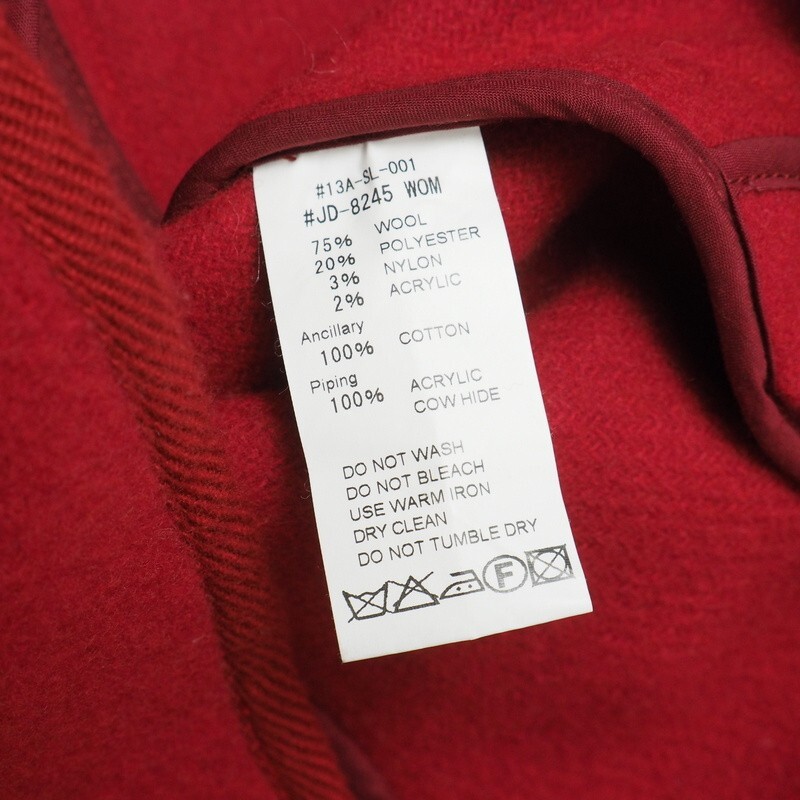 #13A-SL-001
#JD-8245 WOM
75% WOOL
20% POLYESTER
3% NYLON
2% ACRYLIC
Ancillary
100% COTTON
Piping
100% ACRYLIC
COW HIDE
DO NOT WASH
DO NOT BLEACH
USE WARM IRON
DRY CLEAN
DO NOT TUMBLE DRY
F